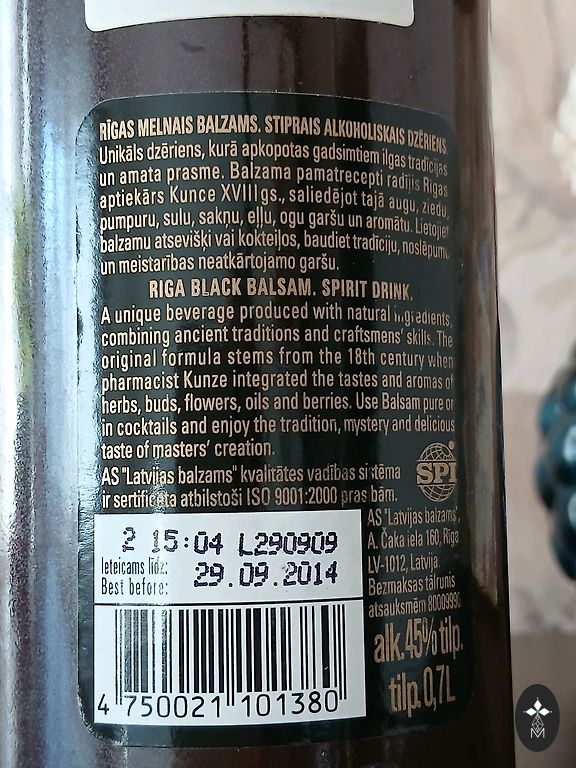 RĪGAS MELNAIS BALZAMS. STIPRAIS ALKOHOLISKAIS DZĒRIENS
Unikāls dzēriens, kurā apkopotas gadsimtiem ilgas tradīcijas
un amata prasme. Balzama pamatrecepti radījis Rīgas
aptiekārs Kunce XVIII gs., saliedējot tajā augu, ziedu,
pumpuru, sulu, sakņu, eļļu, ogu garšu un aromātu. Lietojiet
balzamu atsevišķi vai kokteiļos, baudiet tradīciju, noslēpumu
un meistarības neatkārtojamo garšu.
RIGA BLACK BALSAM. SPIRIT DRINK.
A unique beverage produced with natural ingredients,
combining ancient traditions and craftsmens' skills. The
original formula stems from the 18th century when
pharmacist Kunze integrated the tastes and aromas of
herbs, buds, flowers, oils and berries. Use Balsam pure or
in cocktails and enjoy the tradition, mystery and delicious
taste of masters' creation.
AS "Latvijas balzams" kvalitātes vadības sistēma
ir sertificēta atbilstoši ISO 9001:2000 pras bām.
SPI
AS "Latvijas balzams",
A. Čaka iela 160, Rīga
LV-1012, Latvija
Bezmaksas tālrunis
atsauksmēm 80009990
2 15:04 L290909
Ieteicams līdz:
Best before: 29.09.2014
alk. 45% tilp.
tilp. 0,7L
4 750021 101380
M